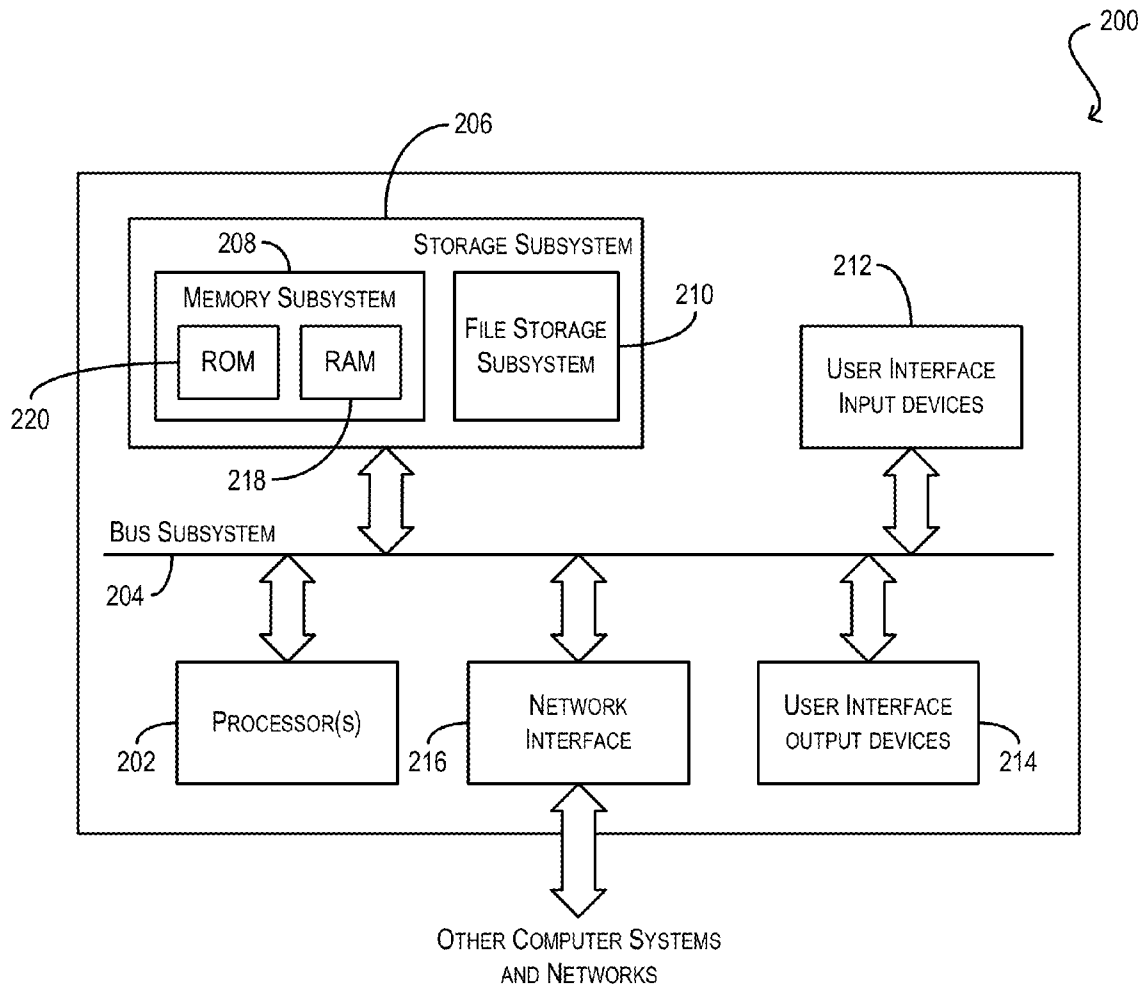 200
206
208
STORAGE SUBSYSTEM
MEMORY SUBSYSTEM
ROM
RAM
220
218
FILE STORAGE
SUBSYSTEM
210
212
USER INTERFACE
INPUT DEVICES
BUS SUBSYSTEM
204
PROCESSOR(S)
202
NETWORK
INTERFACE
216
USER INTERFACE
OUTPUT DEVICES
214
OTHER COMPUTER SYSTEMS
AND NETWORKS